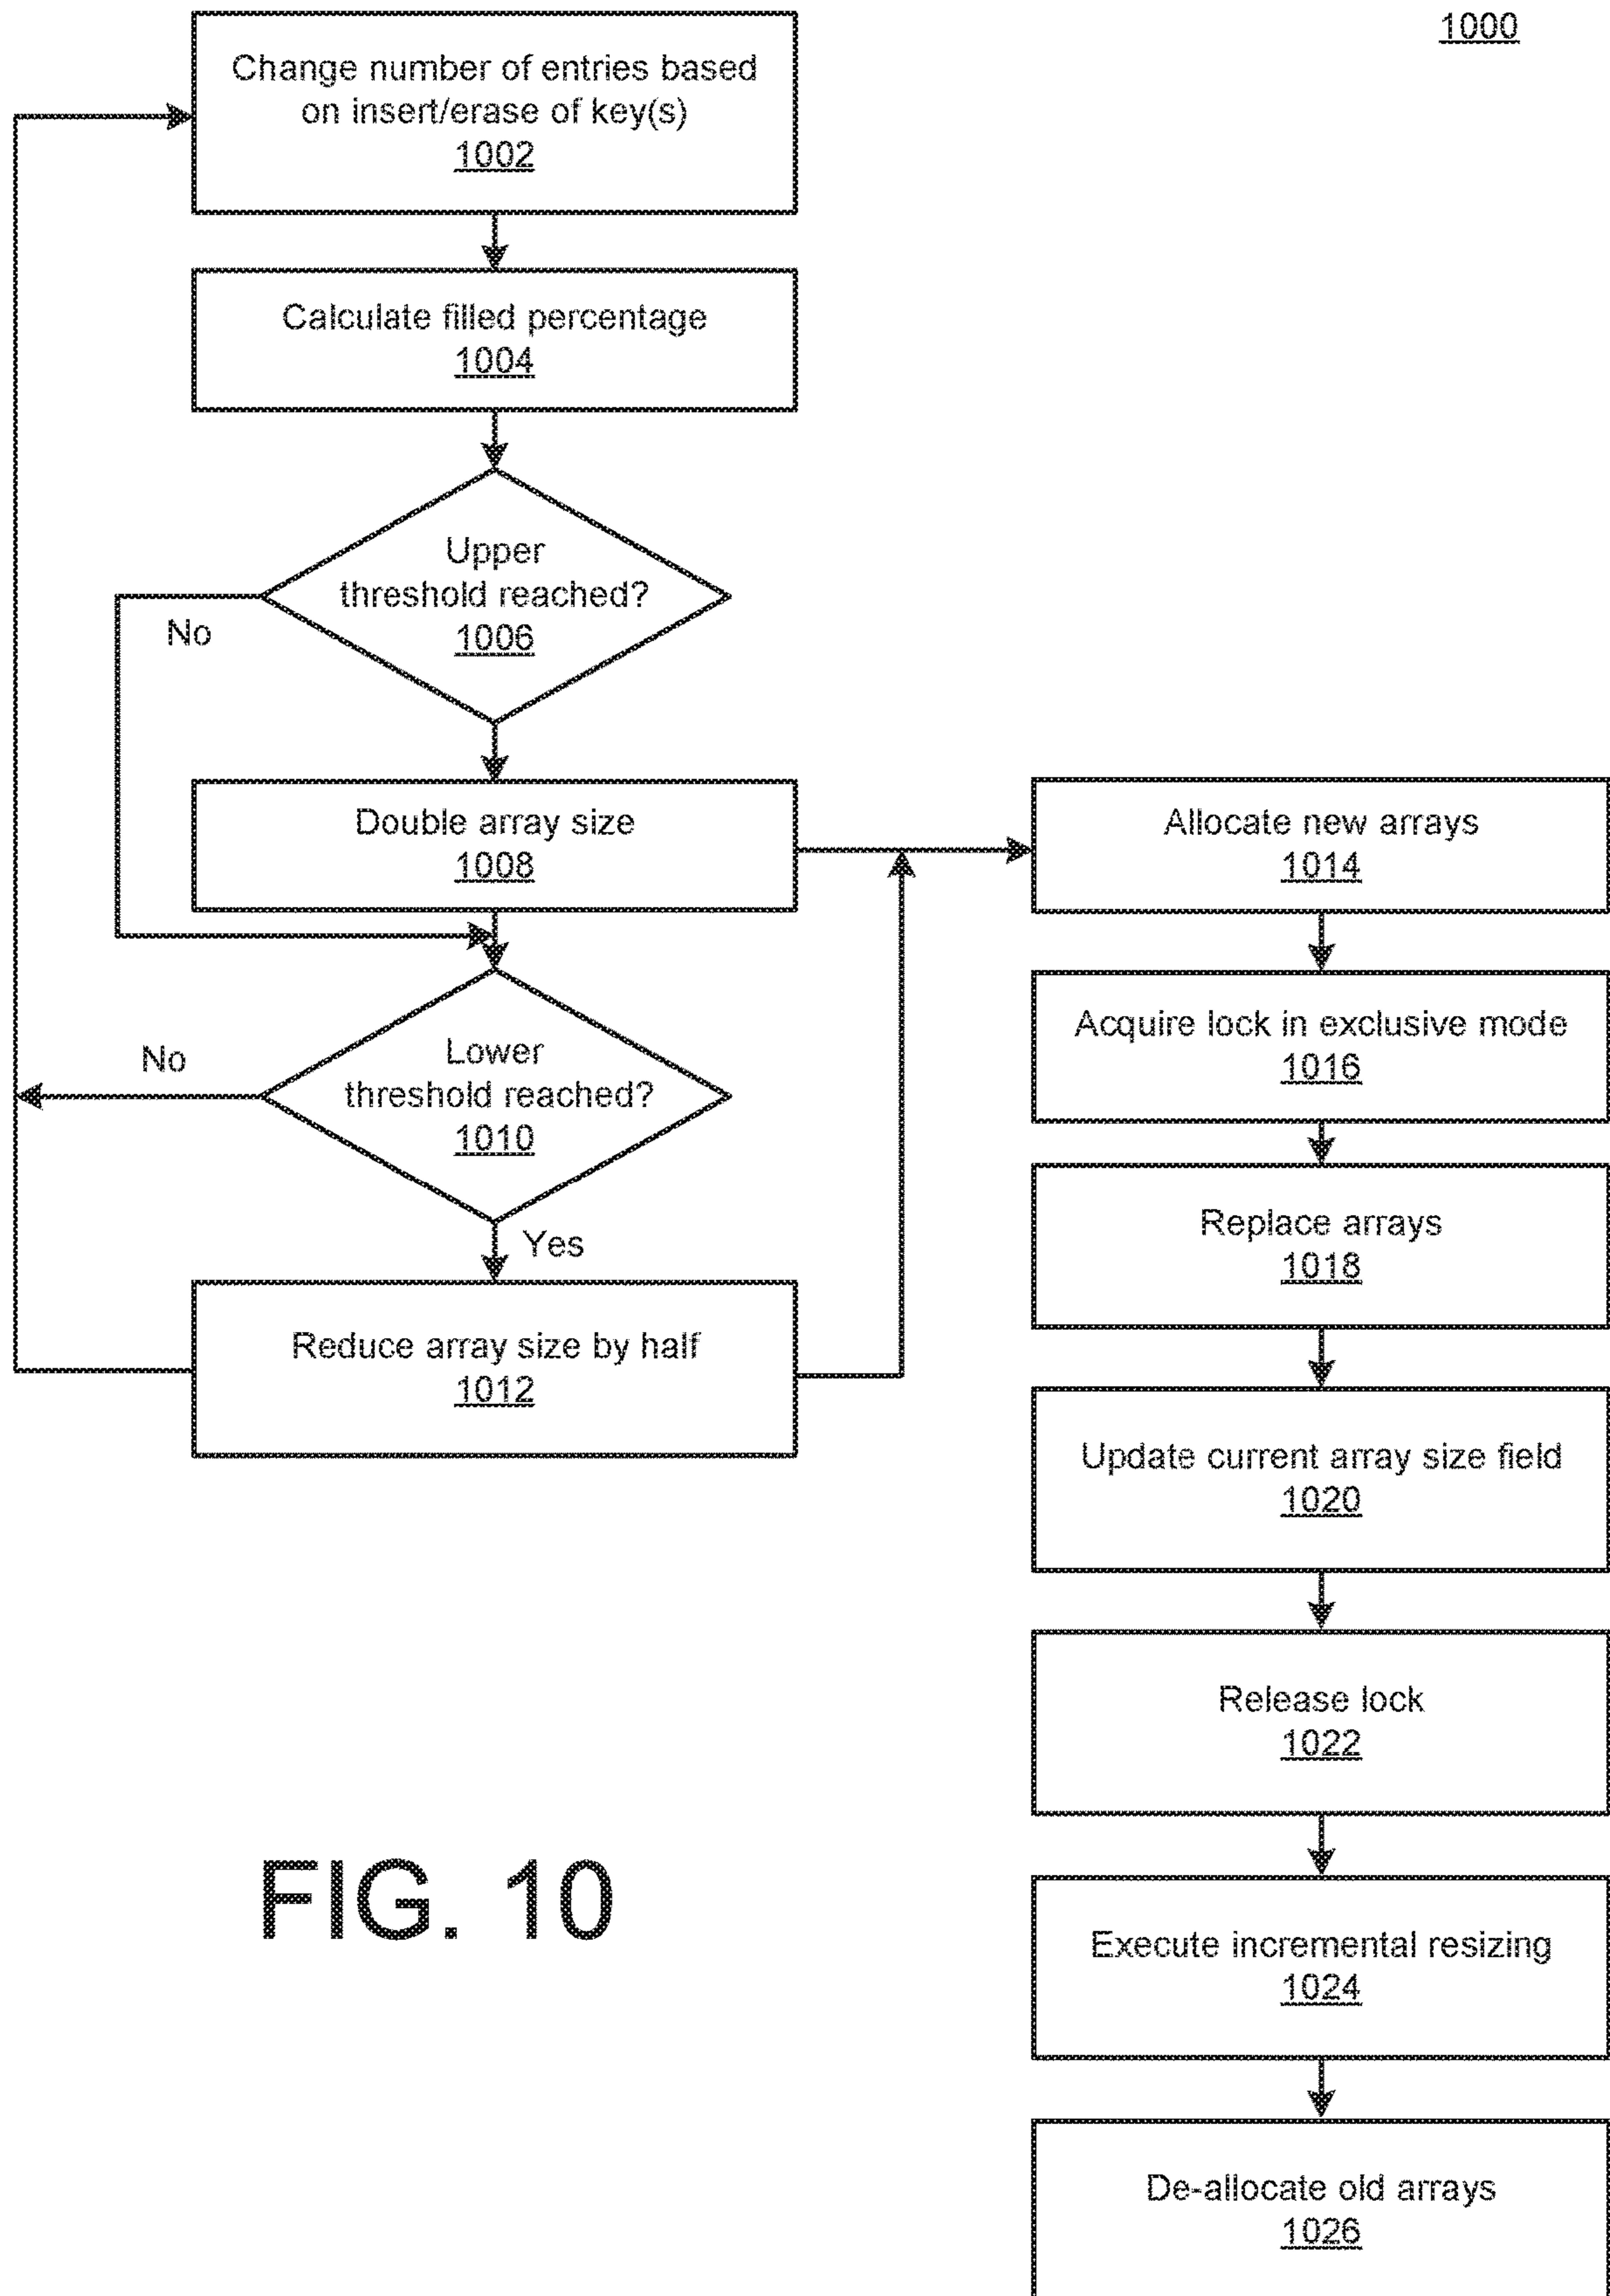 1000
Change number of entries based
on insert/erase of key(s)
1002
Calculate filled percentage
1004
Upper
threshold reached?
1006
No
Double array size
1008
Lower
threshold reached?
1010
No
Yes
Reduce array size by half
1012
Allocate new arrays
1014
Acquire lock in exclusive mode
1016
Replace arrays
1018
Update current array size field
1020
Release lock
1022
Execute incremental resizing
1024
De-allocate old arrays
1026
FIG. 10